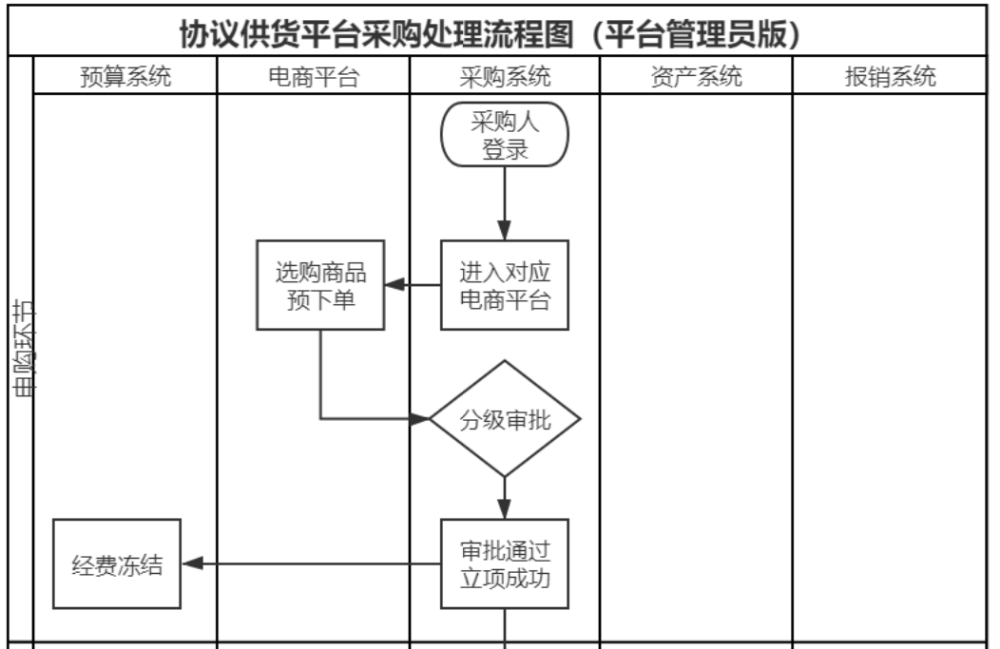 协议供货平台采购处理流程图（平台管理员版）
预算系统
电商平台
采购系统
资产系统
报销系统
申购环节
采购人
登录
选购商品
预下单
进入对应
电商平台
分级审批
经费冻结
审批通过
立项成功